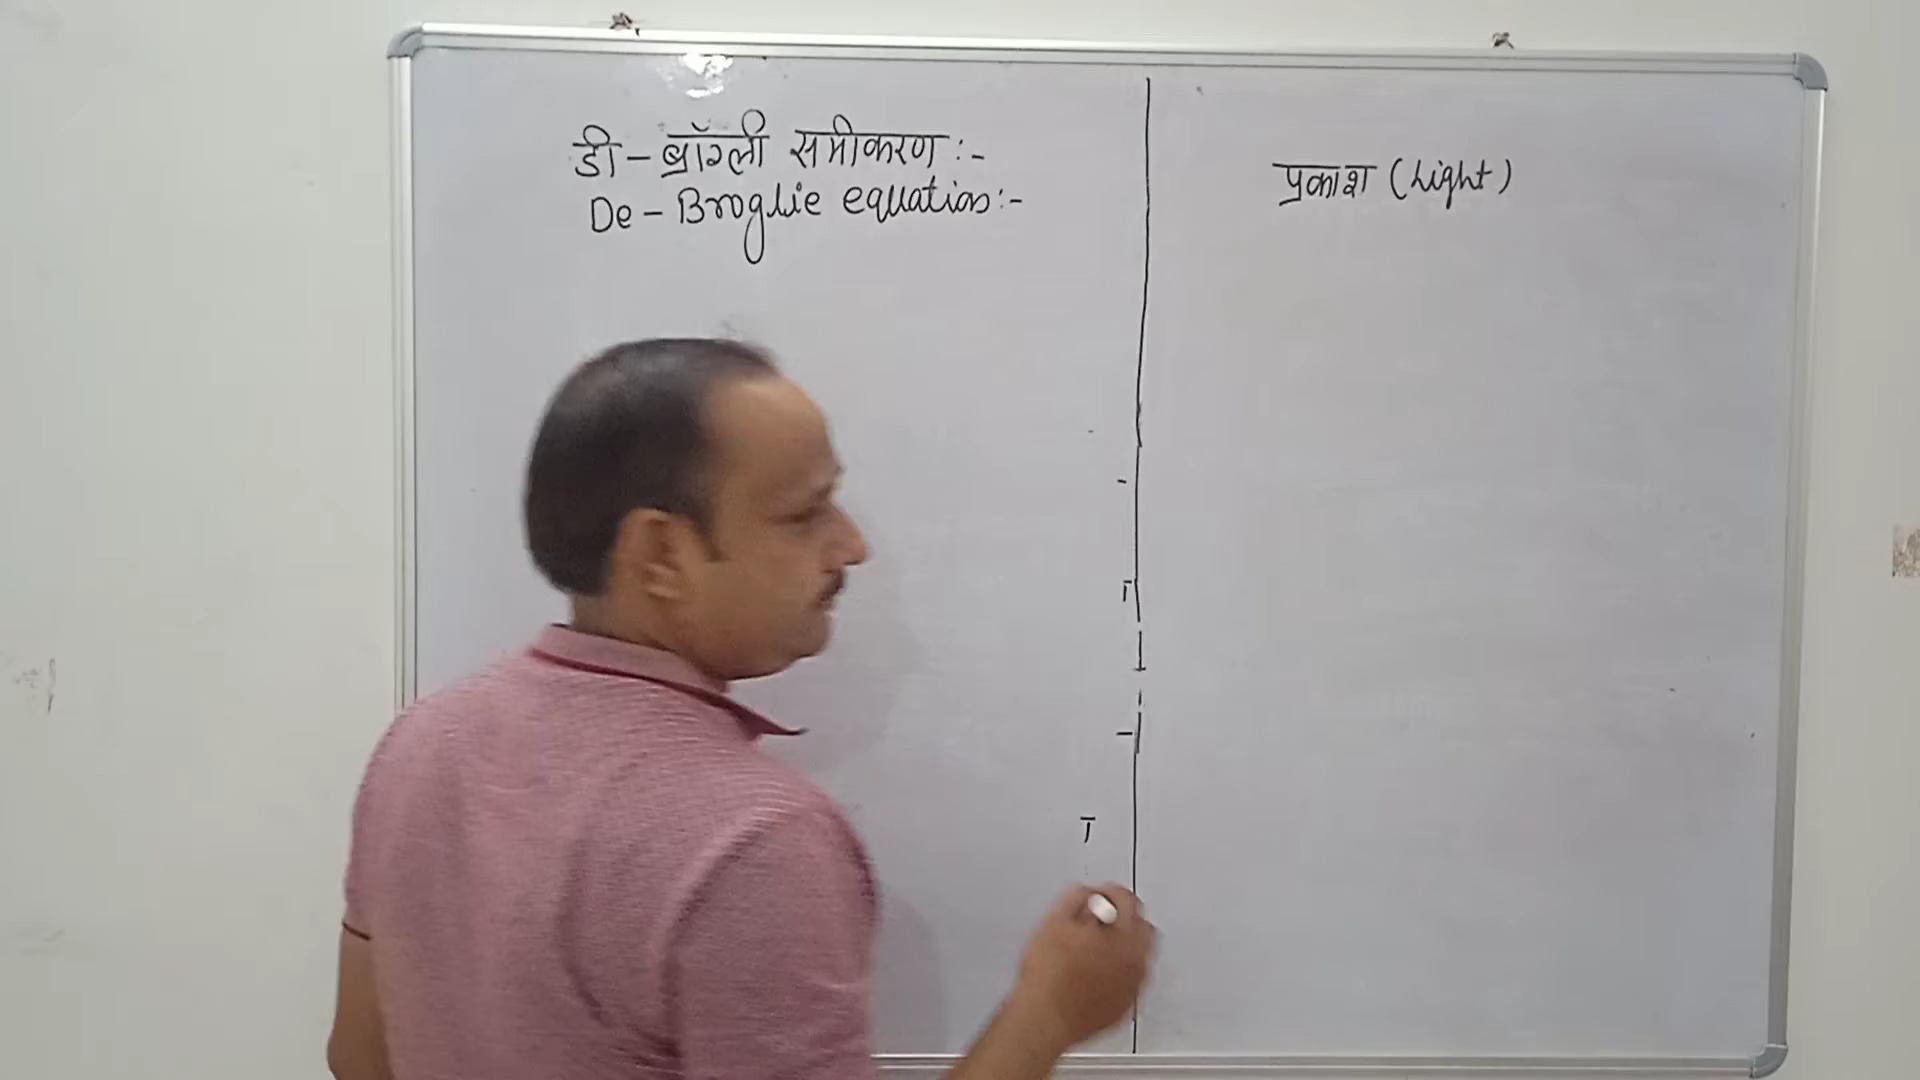 डी-ब्रॉग्ली समीकरण:-
De-Broglie equation:-
प्रकाश (Light)